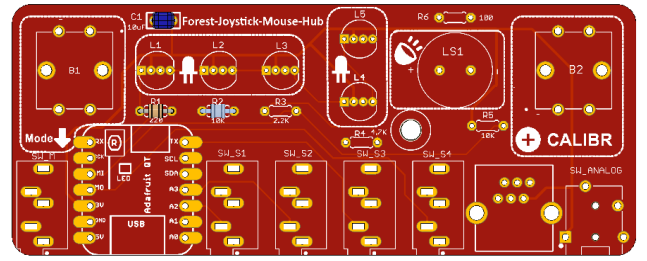 C1
10uF
Forest-Joystick-Mouse-Hub
L5
R6
100
L1
L2
L3
LS1
+
B1
B2
L4
R1
220
R2
10K
R3
2.2K
R5
10K
R4
4.7K
Mode
+ CALIBR
SW_M
SW_S1
SW_S2
SW_S3
SW_S4
SW_ANALOG
RX
SCK
MI
MO
3V
GND
5V
R
LED
Adafruit QT
USB
TX
SCL
SDA
A3
A2
A1
A0